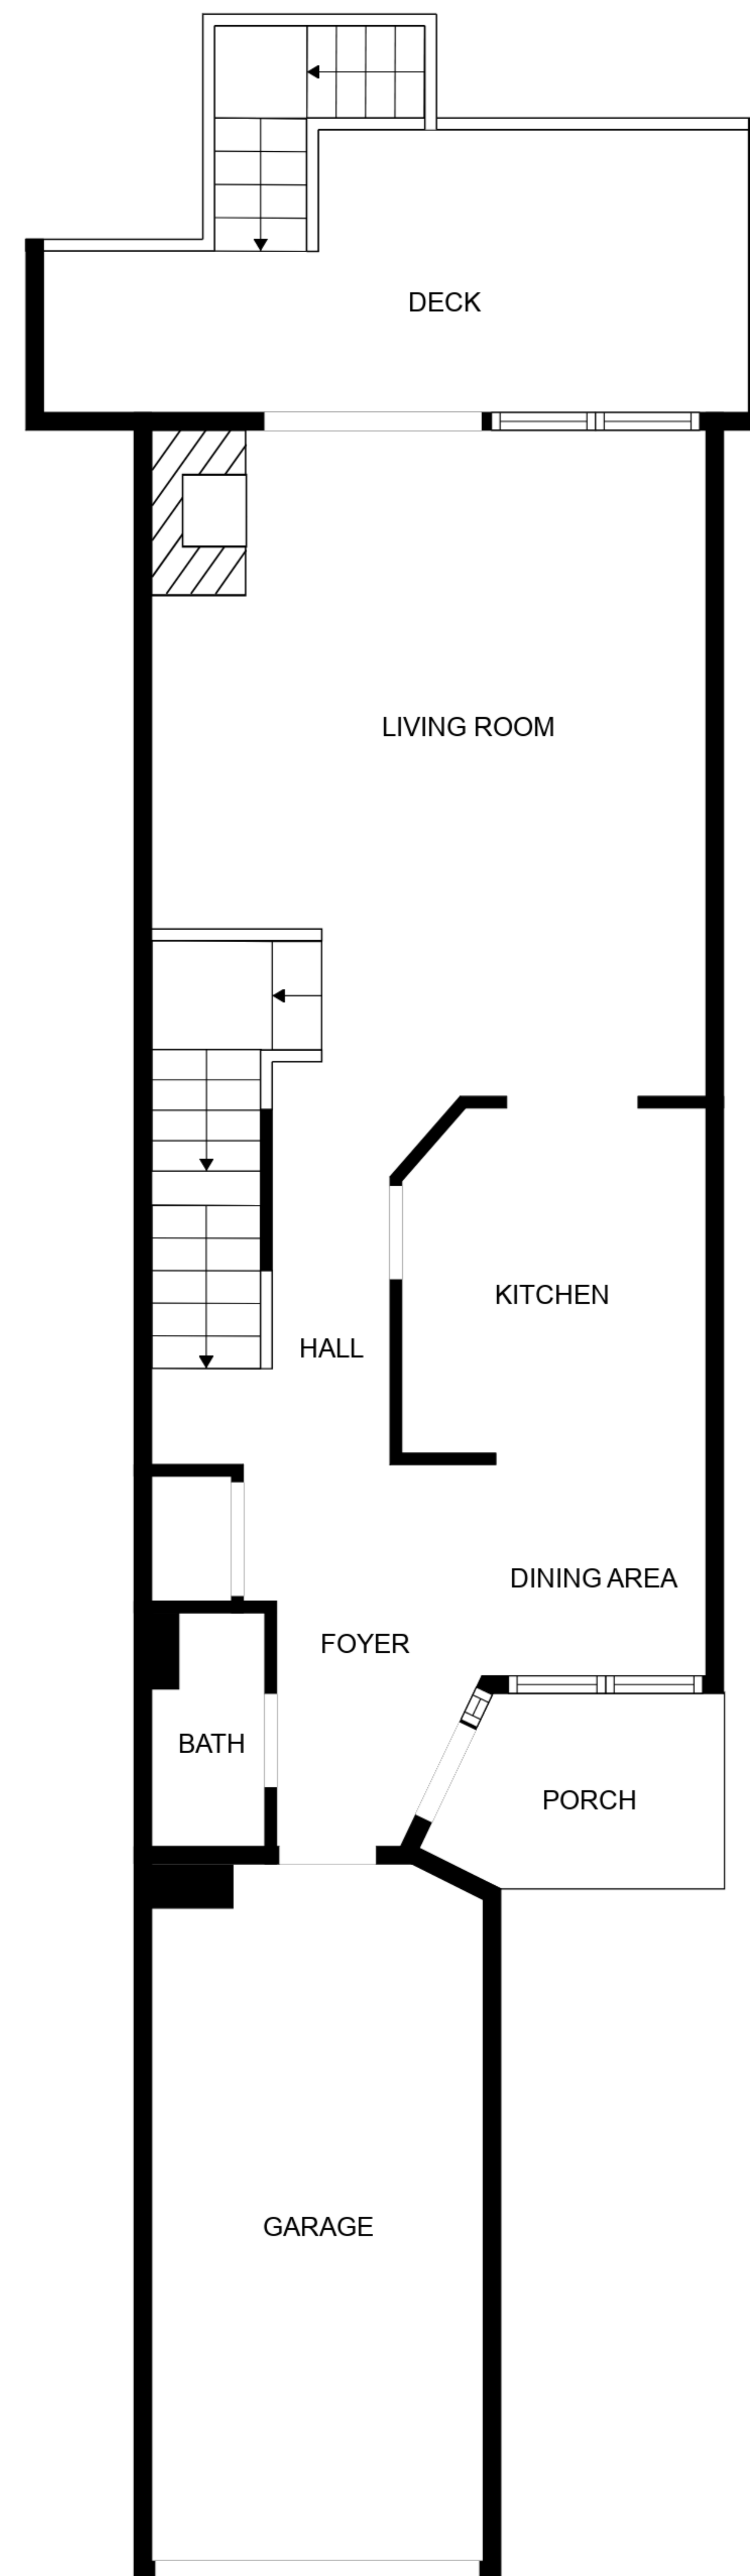 DECK
LIVING ROOM
KITCHEN
HALL
DINING AREA
FOYER
BATH
PORCH
GARAGE